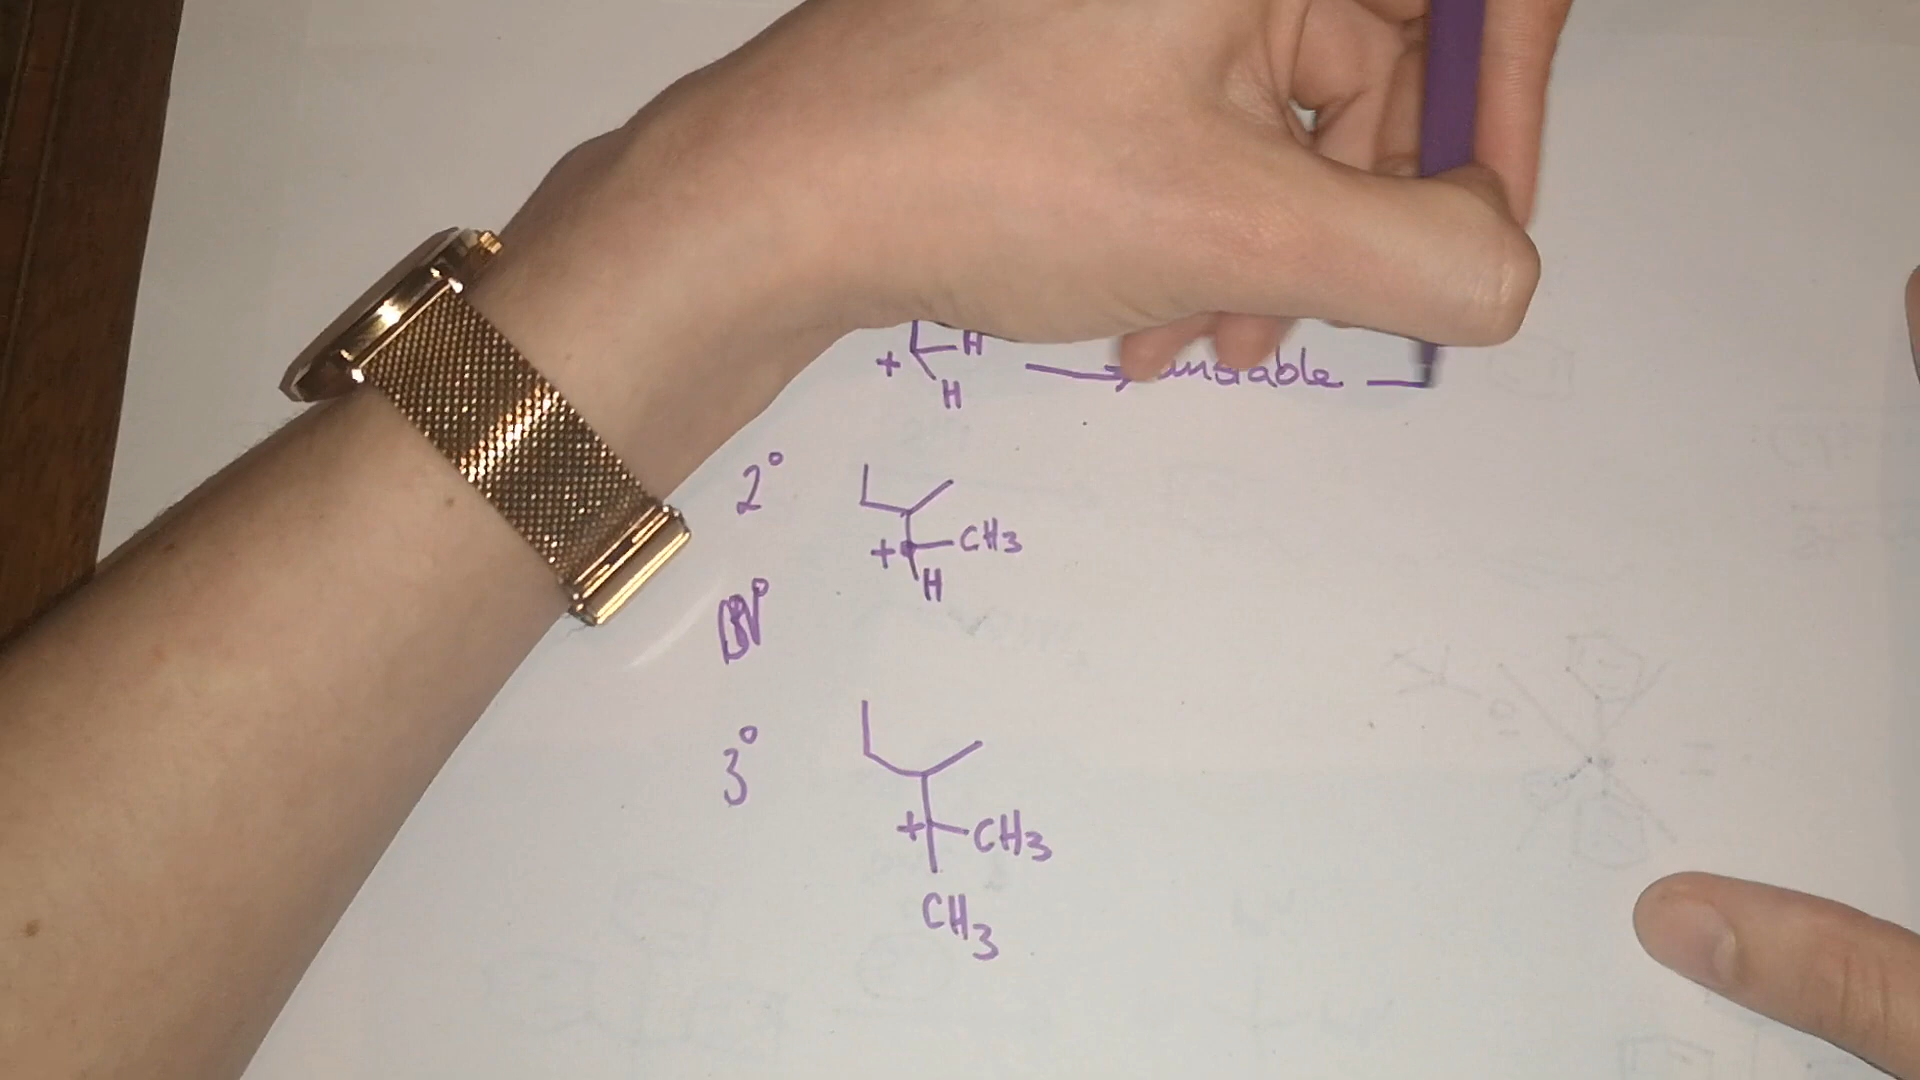 + H → unstable →
H
2°
+ CH3
H
3°
+ CH3
CH3